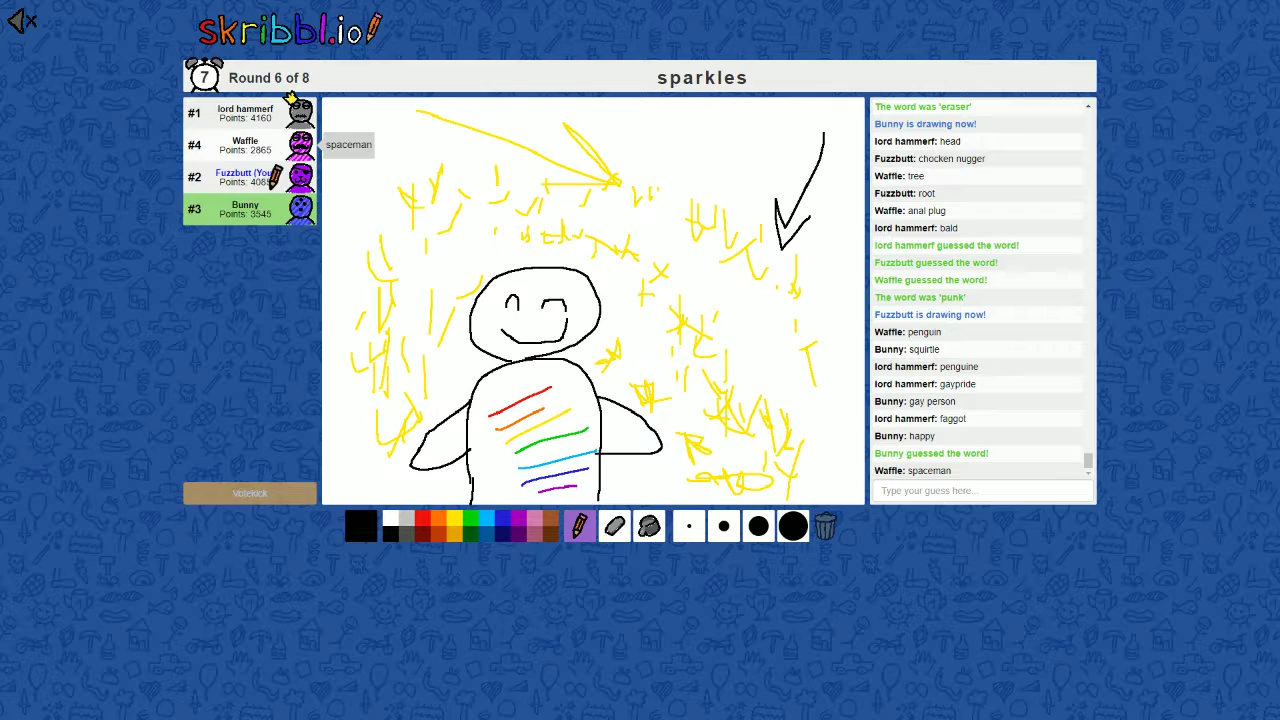 skribbl.io
7
Round 6 of 8
sparkles
#1
lord hammerf
Points: 4160
#4
Waffle
Points: 2865
spaceman
#2
Fuzzbutt (You
Points: 4085
#3
Bunny
Points: 3545
Votekick
The word was 'eraser'
Bunny is drawing now!
lord hammerf: head
Fuzzbutt: chocken nugger
Waffle: tree
Fuzzbutt: root
Waffle: anal plug
lord hammerf: bald
lord hammerf guessed the word!
Fuzzbutt guessed the word!
Waffle guessed the word!
The word was 'punk'
Fuzzbutt is drawing now!
Waffle: penguin
Bunny: squirtle
lord hammerf: penguine
lord hammerf: gaypride
Bunny: gay person
lord hammerf: faggot
Bunny: happy
Bunny guessed the word!
Waffle: spaceman
Type your guess here...